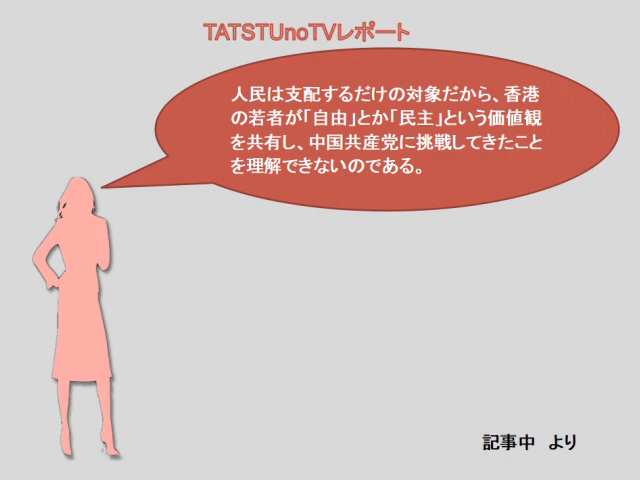 TATSTUnoTVレポート
人民は支配するだけの対象だから、香港
の若者が「自由」とか「民主」という価値観
を共有し、中国共産党に挑戦してきたこと
を理解できないのである。
記事中　より